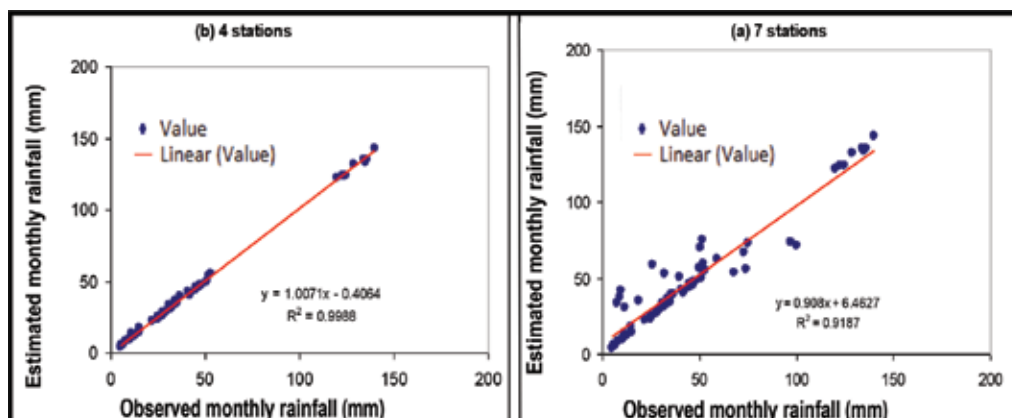 (b) 4 stations
Estimated monthly rainfall (mm)
200
150
100
50
0
Value
Linear (Value)
y = 1.0071x - 0.4064
R² = 0.9988
0 50 100 150 200
Observed monthly rainfall (mm)
(a) 7 stations
Estimated monthly rainfall (mm)
200
150
100
50
0
Value
Linear (Value)
y = 0.908x + 6.4627
R² = 0.9187
0 50 100 150 200
Observed monthly rainfall (mm)